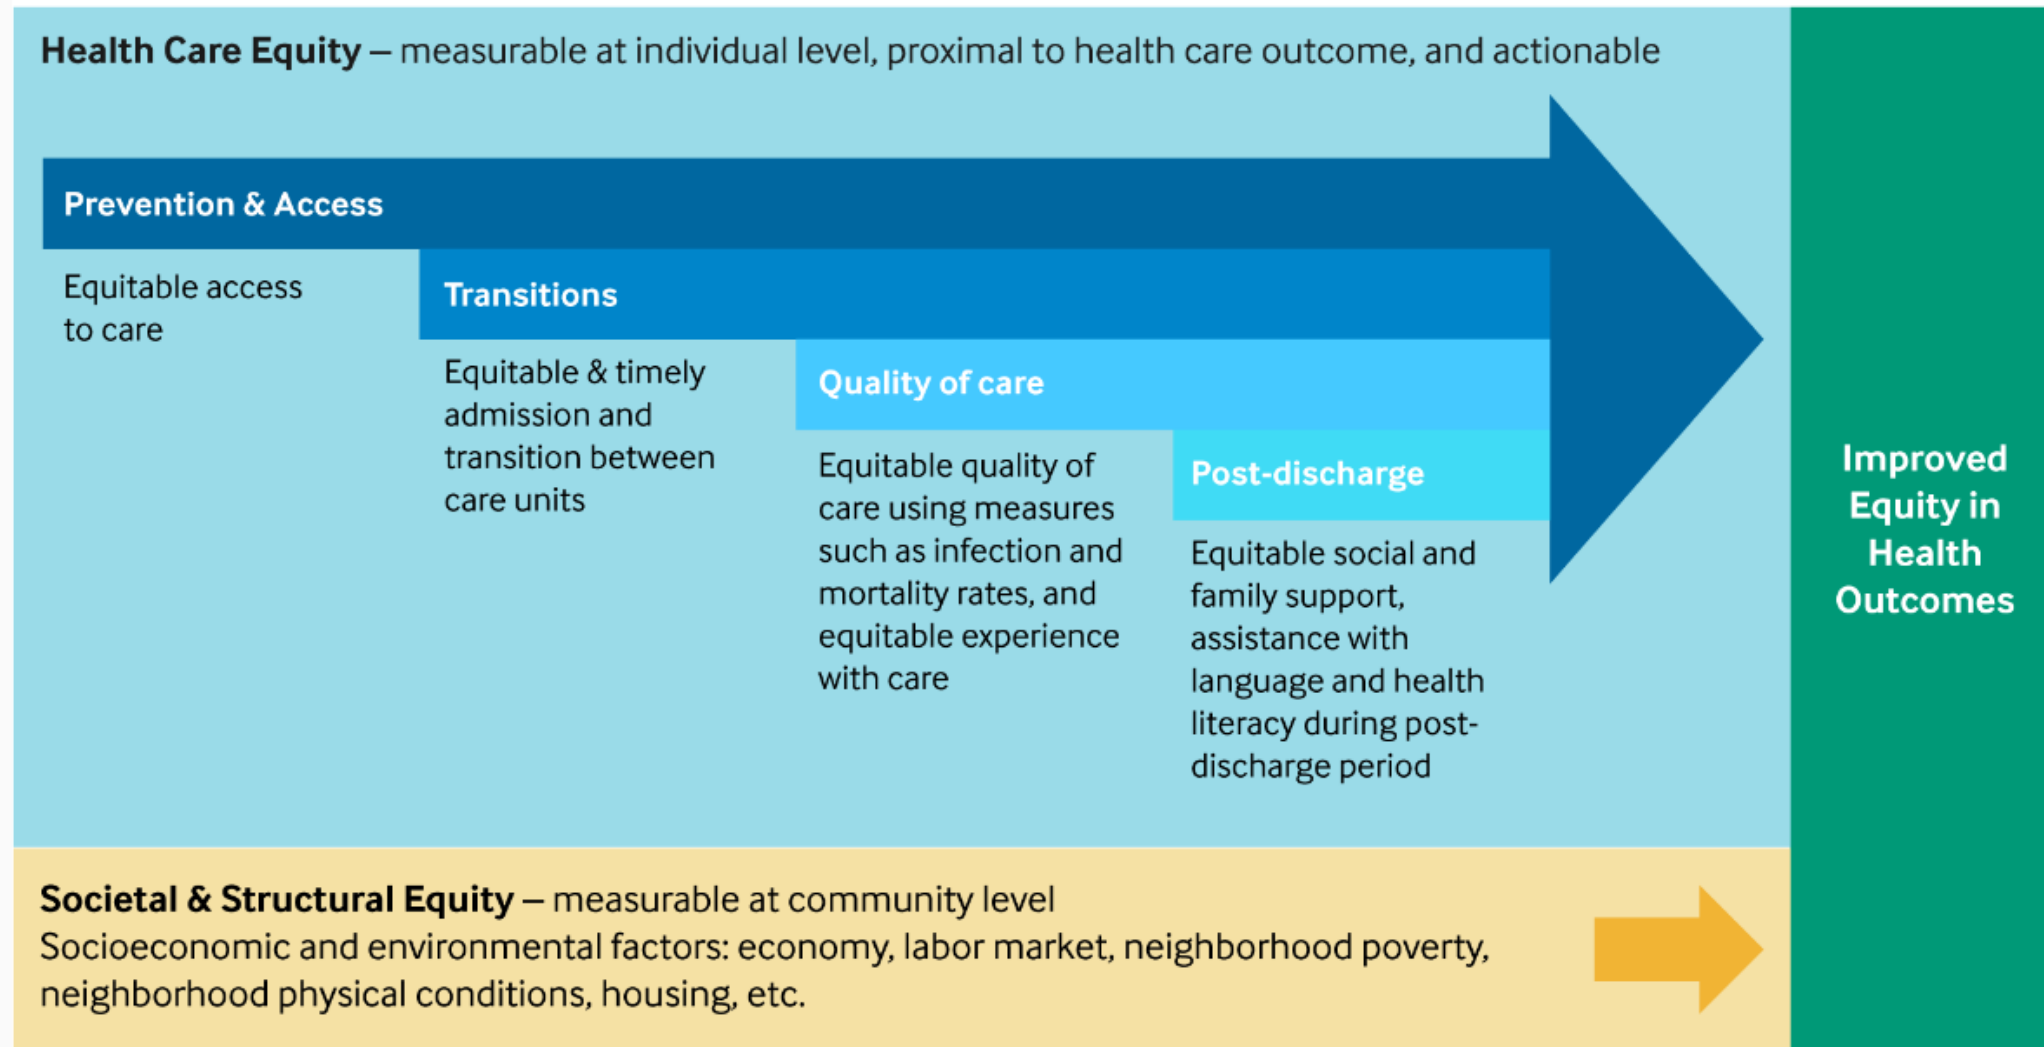 Health Care Equity – measurable at individual level, proximal to health care outcome, and actionable
Prevention & Access
Equitable access
to care
Transitions
Equitable & timely
admission and
transition between
care units
Quality of care
Equitable quality of
care using measures
such as infection and
mortality rates, and
equitable experience
with care
Post-discharge
Equitable social and
family support,
assistance with
language and health
literacy during post-
discharge period
Improved
Equity in
Health
Outcomes
Societal & Structural Equity – measurable at community level
Socioeconomic and environmental factors: economy, labor market, neighborhood poverty,
neighborhood physical conditions, housing, etc.